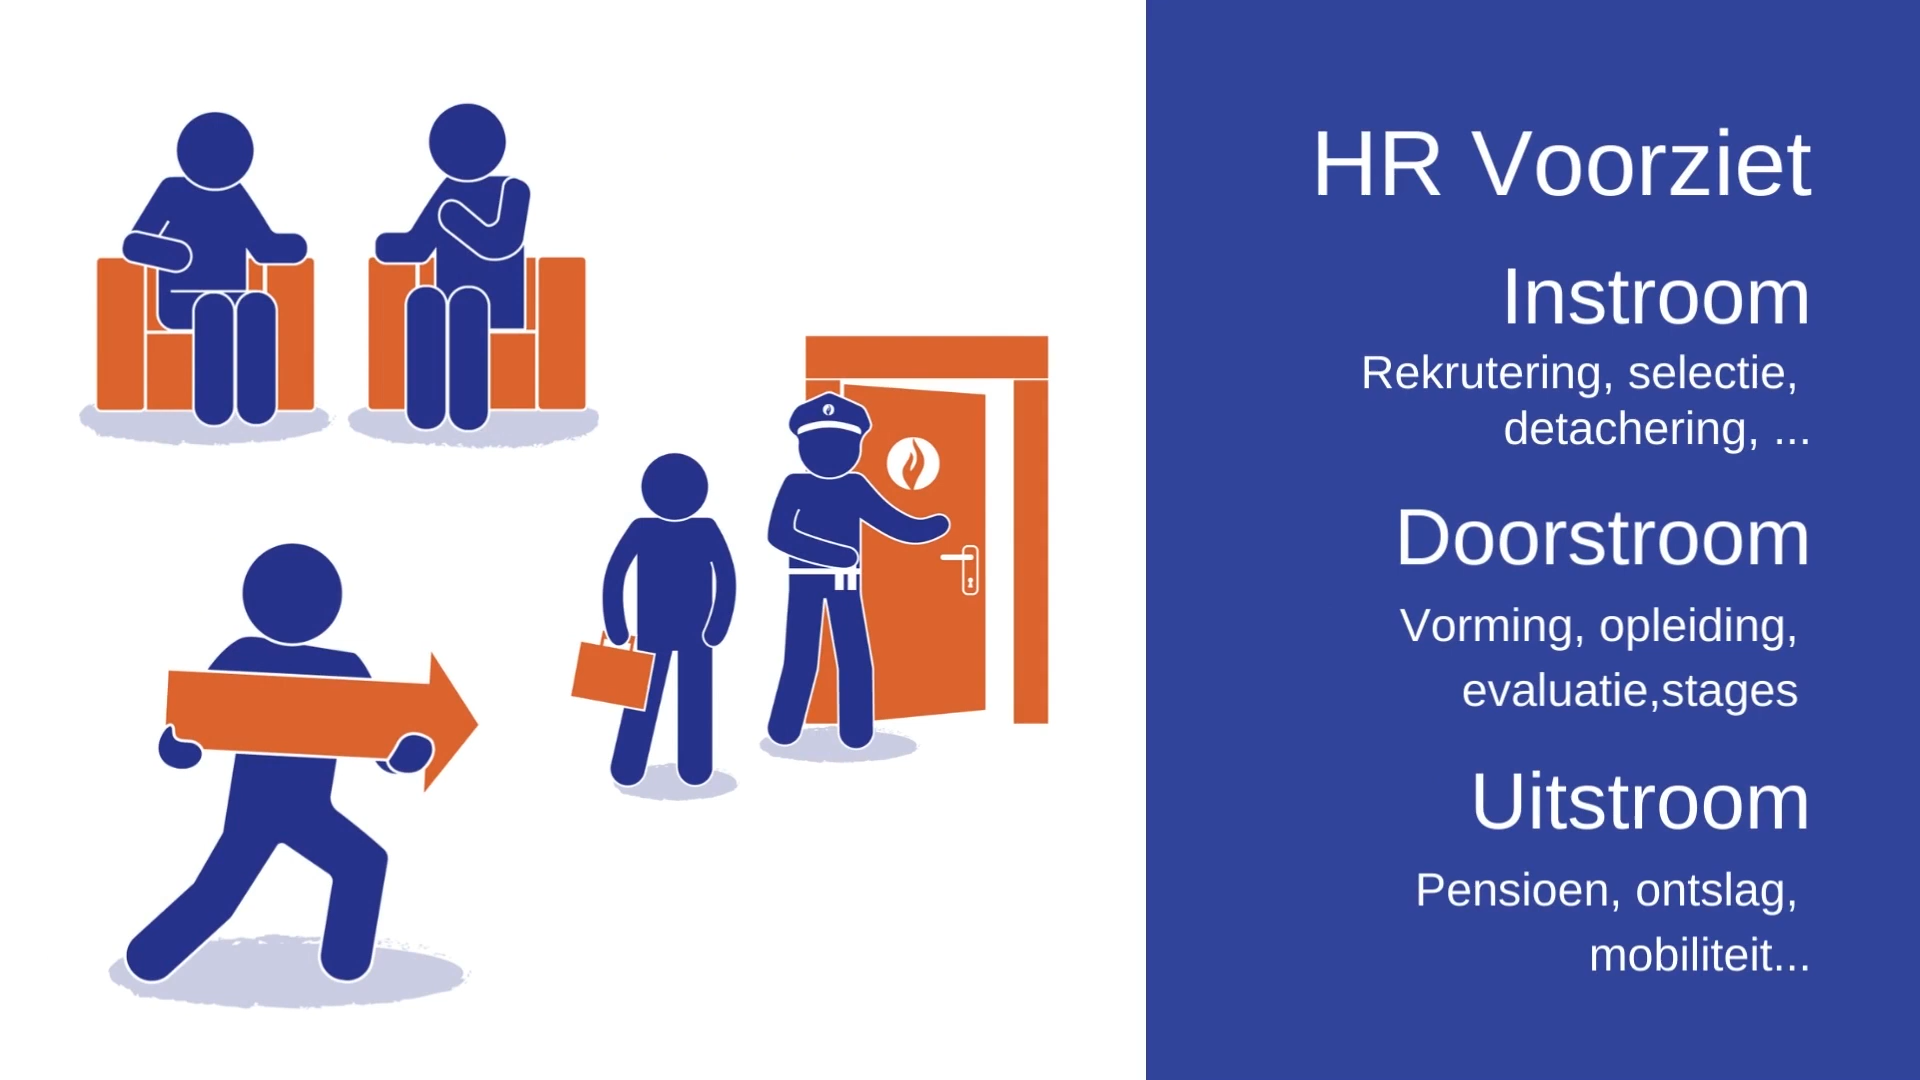 HR Voorziet
Instroom
Rekrutering, selectie,
detachering, ...
Doorstroom
Vorming, opleiding,
evaluatie,stages
Uitstroom
Pensioen, ontslag,
mobiliteit...